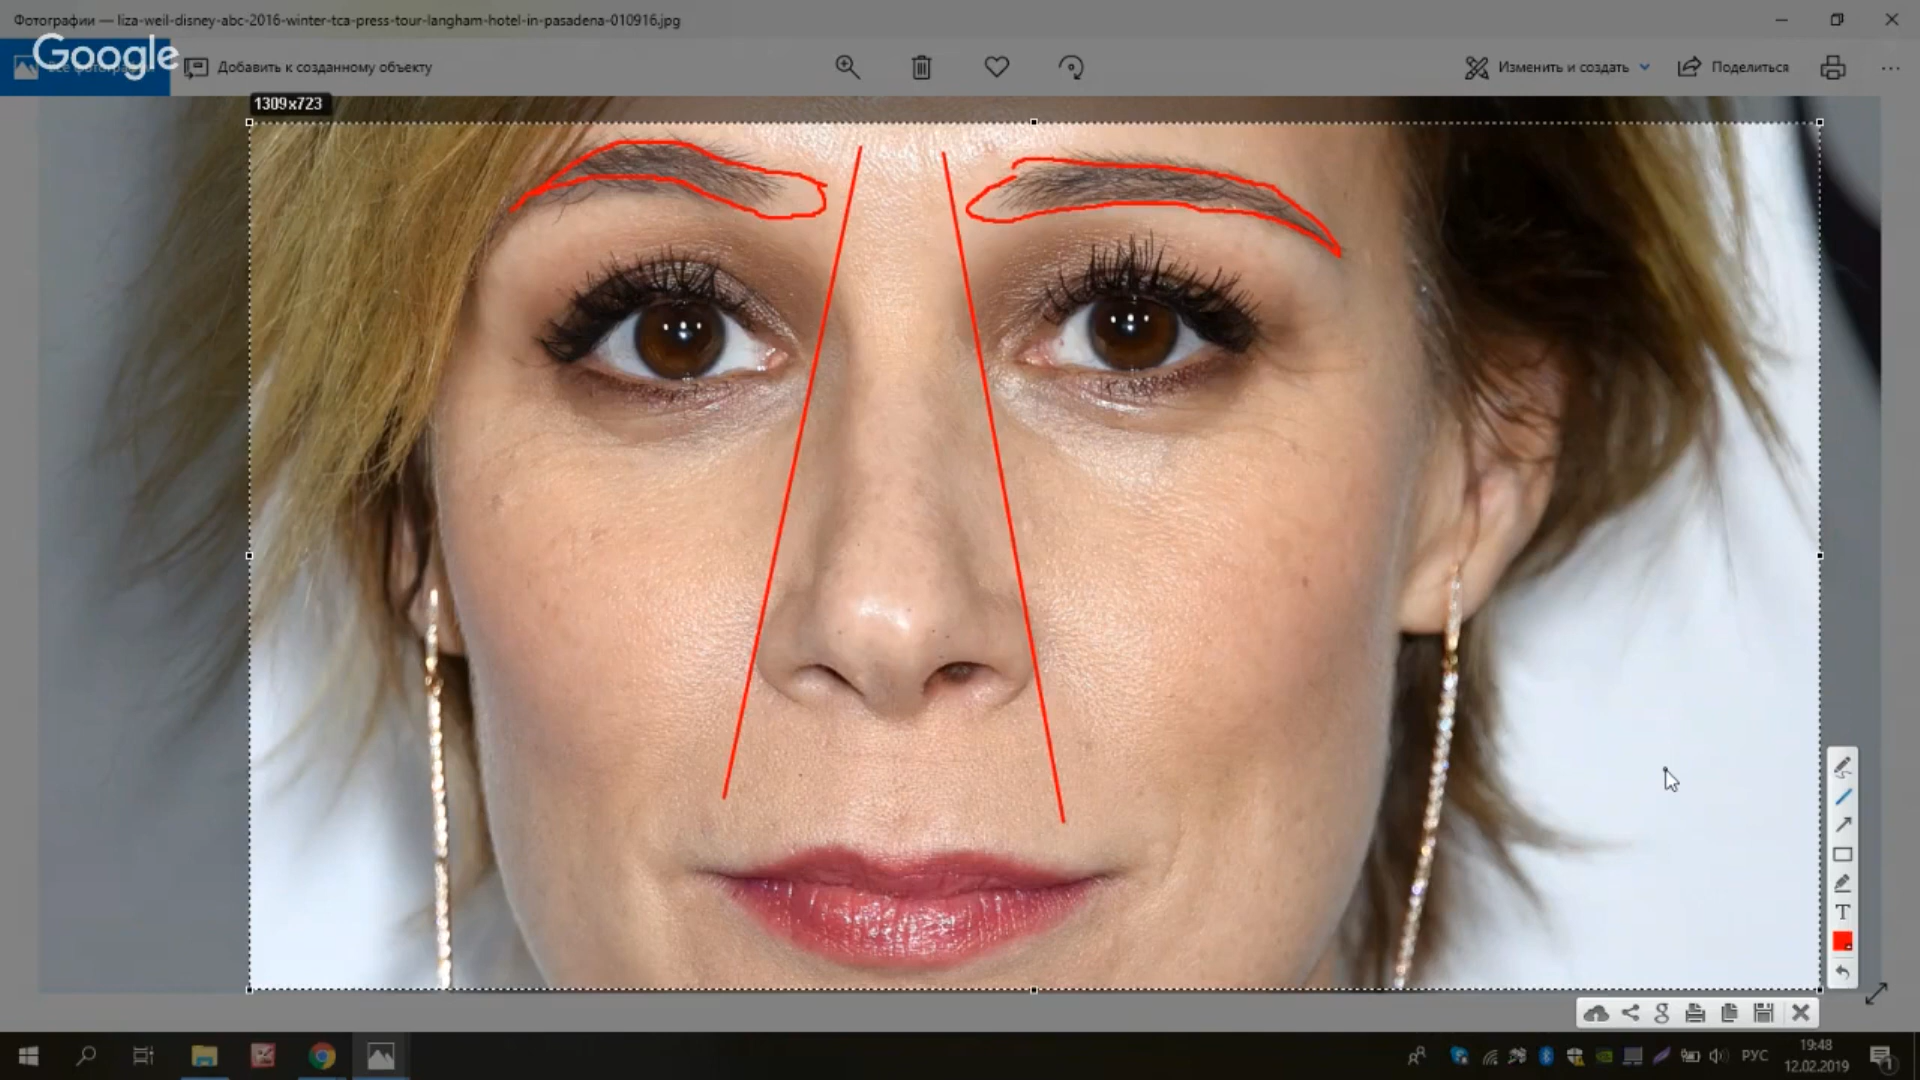 Фотографии — liza-weil-disney-abc-2016-winter-tca-press-tour-langham-hotel-in-pasadena-010916.jpg
Google
Добавить к созданному объекту
Изменить и создать
Поделиться
1309x723
T
g
РУС
19:48
12.02.2019
1